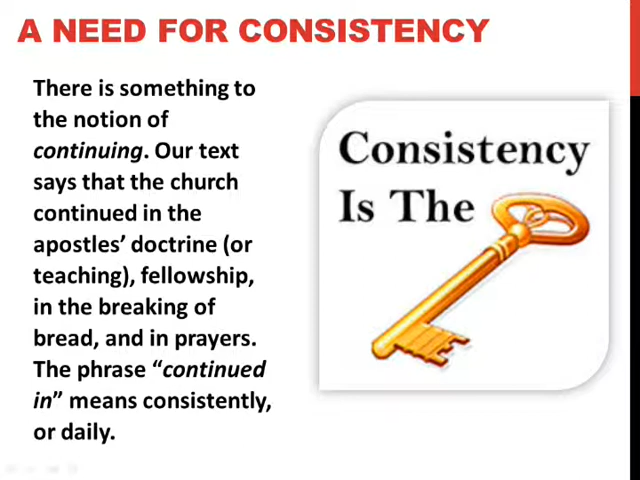 A NEED FOR CONSISTENCY
There is something to
the notion of
continuing. Our text
says that the church
continued in the
apostles’ doctrine (or
teaching), fellowship,
in the breaking of
bread, and in prayers.
The phrase “continued
in” means consistently,
or daily.
Consistency
Is The